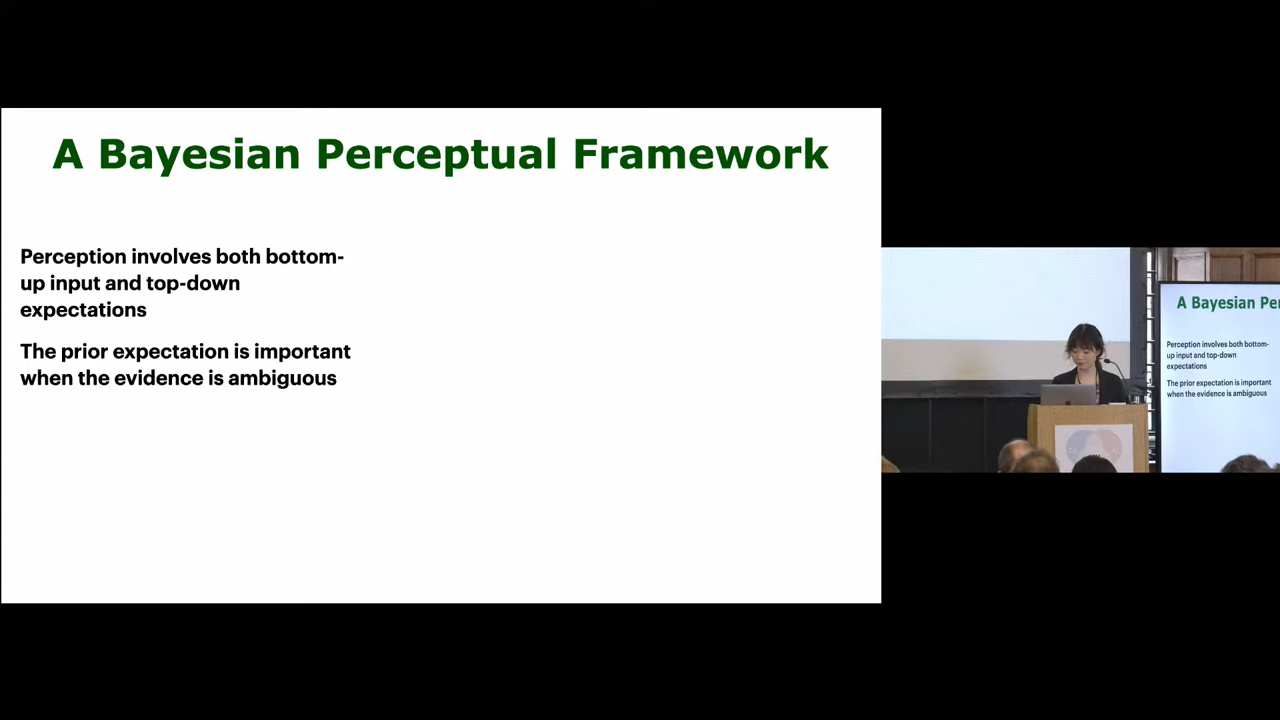 A Bayesian Perceptual Framework
Perception involves both bottom-
up input and top-down
expectations
The prior expectation is important
when the evidence is ambiguous
A Bayesian Per
Perception involves both bottom-
up input and top-down
expectations
The prior expectation is important
when the evidence is ambiguous